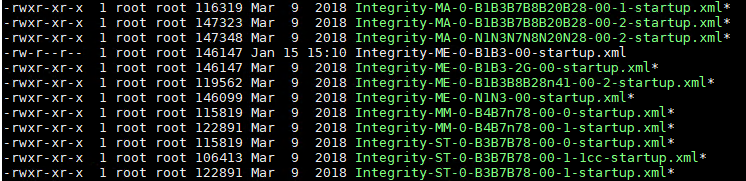 -rwxr-xr-x  1 root root 116319 Mar  9  2018 Integrity-MA-0-B1B3B7B8B20B28-00-1-startup.xml*
-rwxr-xr-x  1 root root 147323 Mar  9  2018 Integrity-MA-0-B1B3B7B8B20B28-00-2-startup.xml*
-rwxr-xr-x  1 root root 147348 Mar  9  2018 Integrity-MA-0-N1N3N7N8N20N28-00-2-startup.xml*
-rw-r--r--  1 root root 146147 Jan 15 15:10 Integrity-ME-0-B1B3-00-startup.xml
-rwxr-xr-x  1 root root 146147 Mar  9  2018 Integrity-ME-0-B1B3-2G-00-startup.xml*
-rwxr-xr-x  1 root root 119562 Mar  9  2018 Integrity-ME-0-B1B3B8B28n41-00-2-startup.xml*
-rwxr-xr-x  1 root root 146099 Mar  9  2018 Integrity-ME-0-N1N3-00-startup.xml*
-rwxr-xr-x  1 root root 115819 Mar  9  2018 Integrity-MM-0-B4B7n78-00-0-startup.xml*
-rwxr-xr-x  1 root root 122891 Mar  9  2018 Integrity-MM-0-B4B7n78-00-1-startup.xml*
-rwxr-xr-x  1 root root 115819 Mar  9  2018 Integrity-ST-0-B3B7B78-00-0-startup.xml*
-rwxr-xr-x  1 root root 106413 Mar  9  2018 Integrity-ST-0-B3B7B78-00-1-1cc-startup.xml*
-rwxr-xr-x  1 root root 122891 Mar  9  2018 Integrity-ST-0-B3B7B78-00-1-startup.xml*